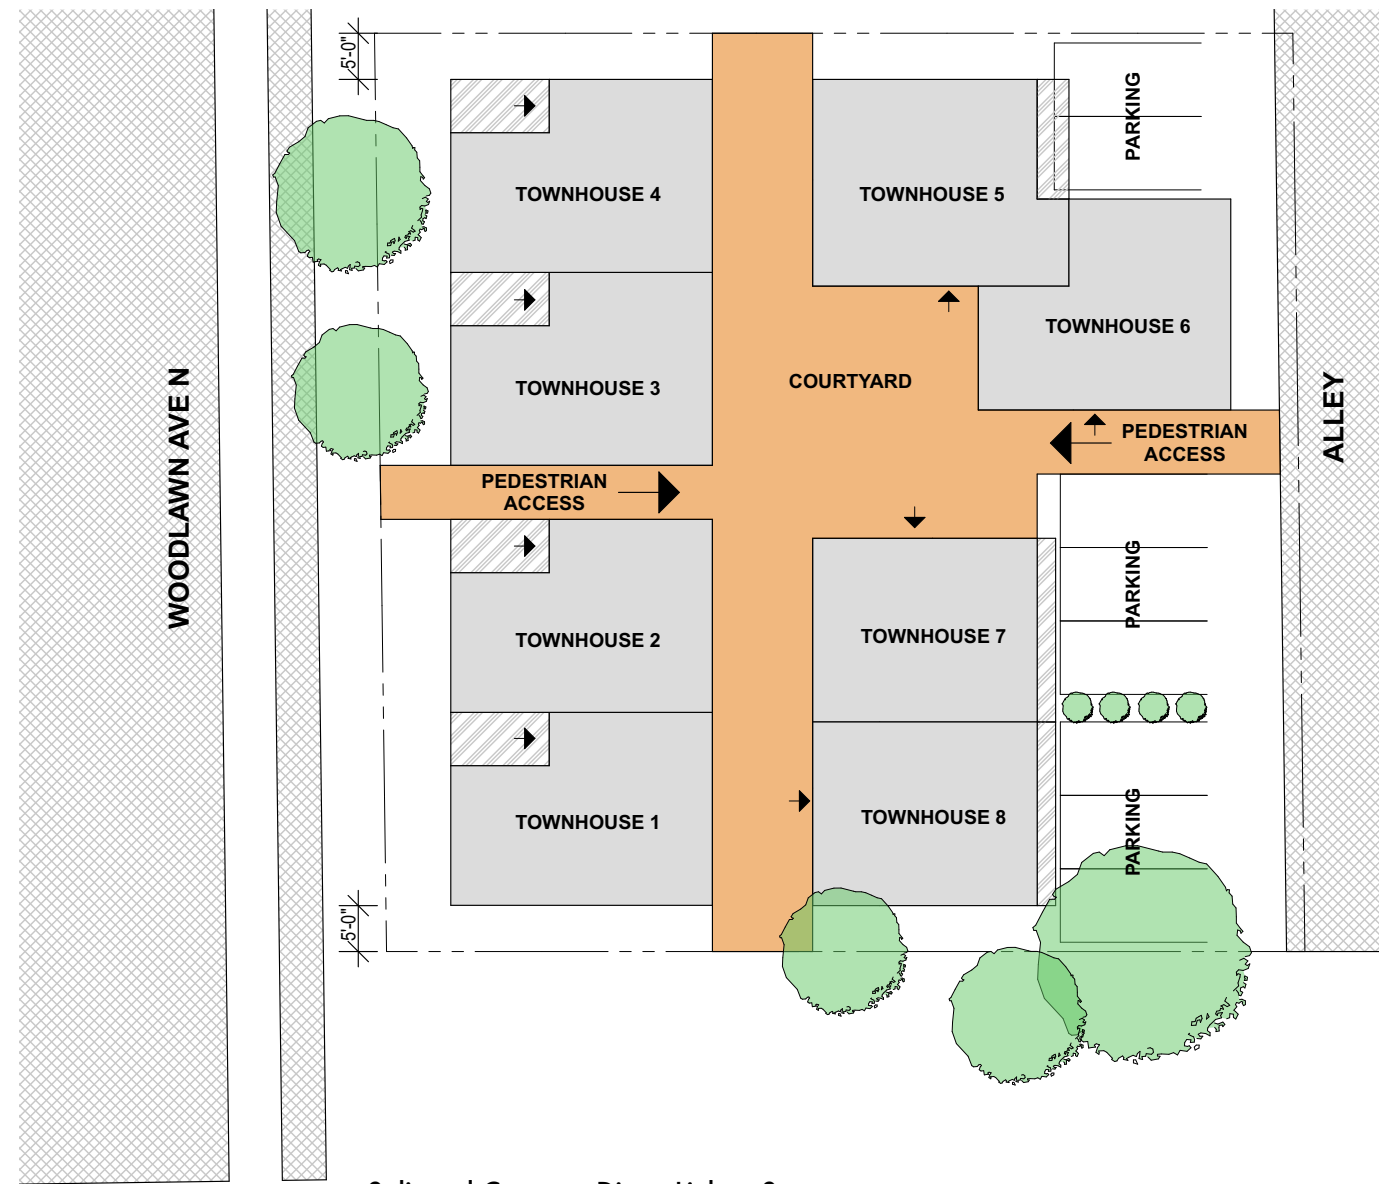 5'-0"
PARKING
TOWNHOUSE 4
TOWNHOUSE 5
TOWNHOUSE 6
TOWNHOUSE 3
COURTYARD
WOODLAWN AVE N
ALLEY
PEDESTRIAN
ACCESS
PEDESTRIAN
ACCESS
PARKING
TOWNHOUSE 2
TOWNHOUSE 7
TOWNHOUSE 1
TOWNHOUSE 8
PARKING
5'-0"